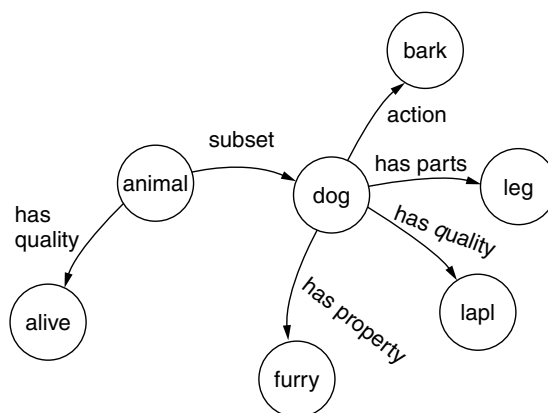 bark
action
subset
has parts
animal
dog
leg
has
quality
has quality
alive
has property
lapl
furry